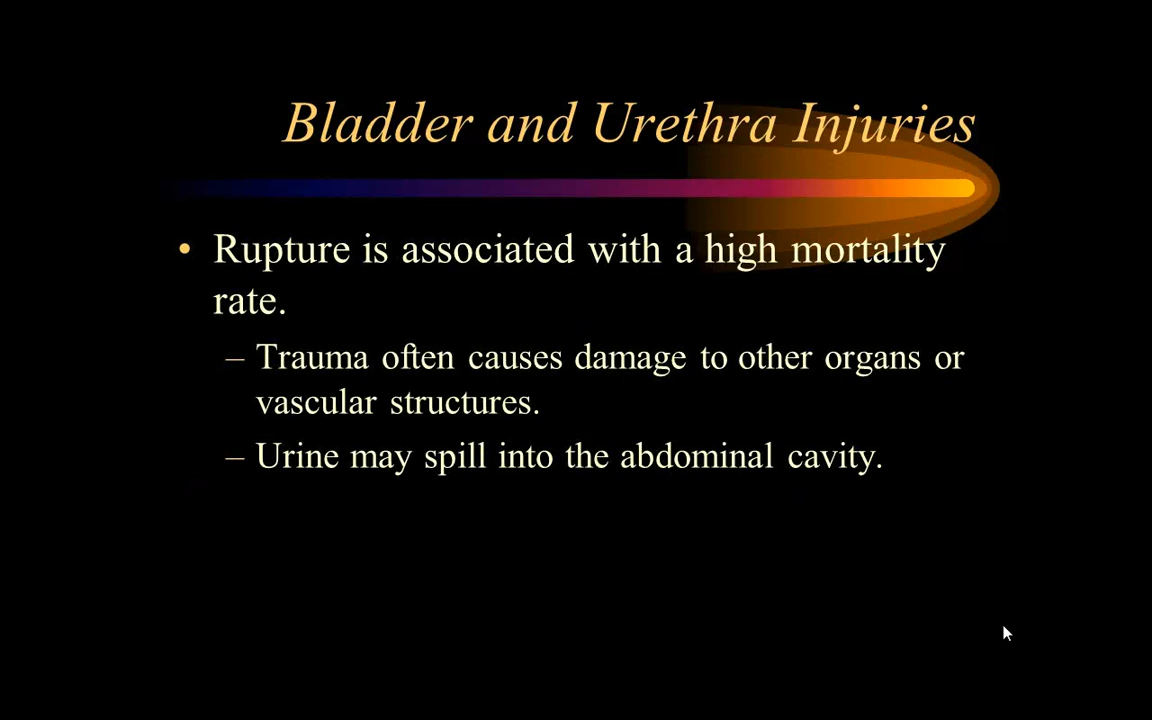 Bladder and Urethra Injuries
• Rupture is associated with a high mortality
rate.
– Trauma often causes damage to other organs or
vascular structures.
– Urine may spill into the abdominal cavity.